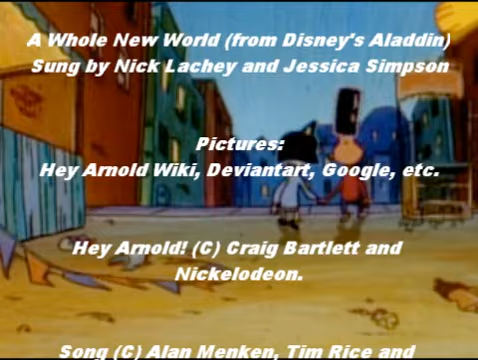 A Whole New World (from Disney's Aladdin)
Sung by Nick Lachey and Jessica Simpson
Pictures:
Hey Arnold Wiki, Deviantart, Google, etc.
Hey Arnold! (C) Craig Bartlett and
Nickelodeon.
Song (C) Alan Menken, Tim Rice and